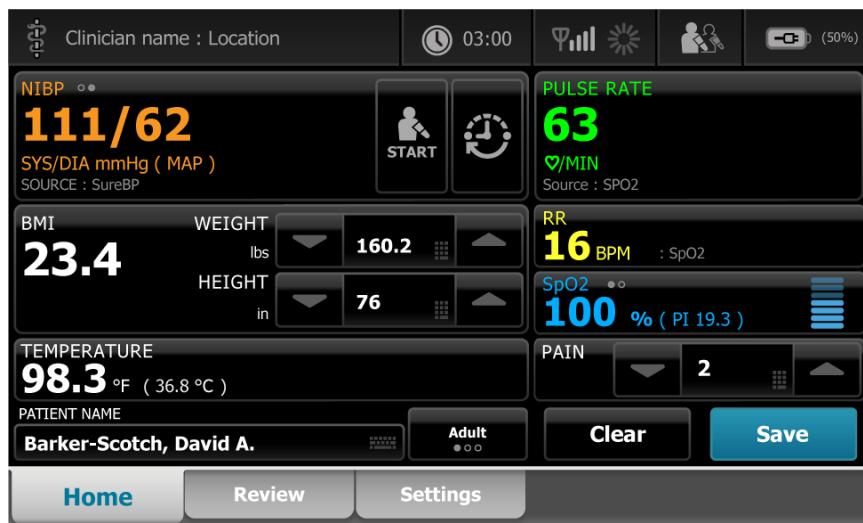 Clinician name : Location
03:00
(50%)
NIBP
111/62
SYS/DIA mmHg ( MAP )
SOURCE : SureBP
START
PULSE RATE
63
♡/MIN
Source : SPO2
BMI
23.4
WEIGHT
lbs
160.2
HEIGHT
in
76
RR
16 BPM : SpO2
SpO2
100 % ( PI 19.3 )
TEMPERATURE
98.3 °F ( 36.8 °C )
PAIN
2
PATIENT NAME
Barker-Scotch, David A.
Adult
Clear
Save
Home
Review
Settings